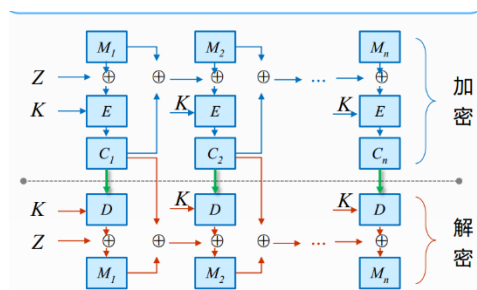 M₁ M₂ Mₙ
Z ⊕ ⊕ ⊕ ⊕ ... ⊕
K E K E K E
C₁ C₂ Cₙ
加密
K D K D K D
Z ⊕ ⊕ ⊕ ⊕ ... ⊕
M₁ M₂ Mₙ
解密